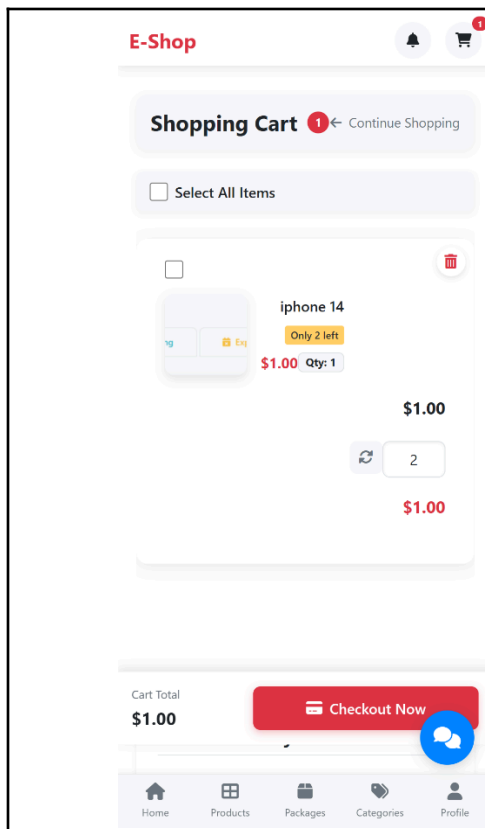 E-Shop
1
Shopping Cart 1 ← Continue Shopping
Select All Items
iphone 14
Only 2 left
$1.00 Qty: 1
$1.00
2
$1.00
Cart Total
$1.00
Checkout Now
Home Products Packages Categories Profile